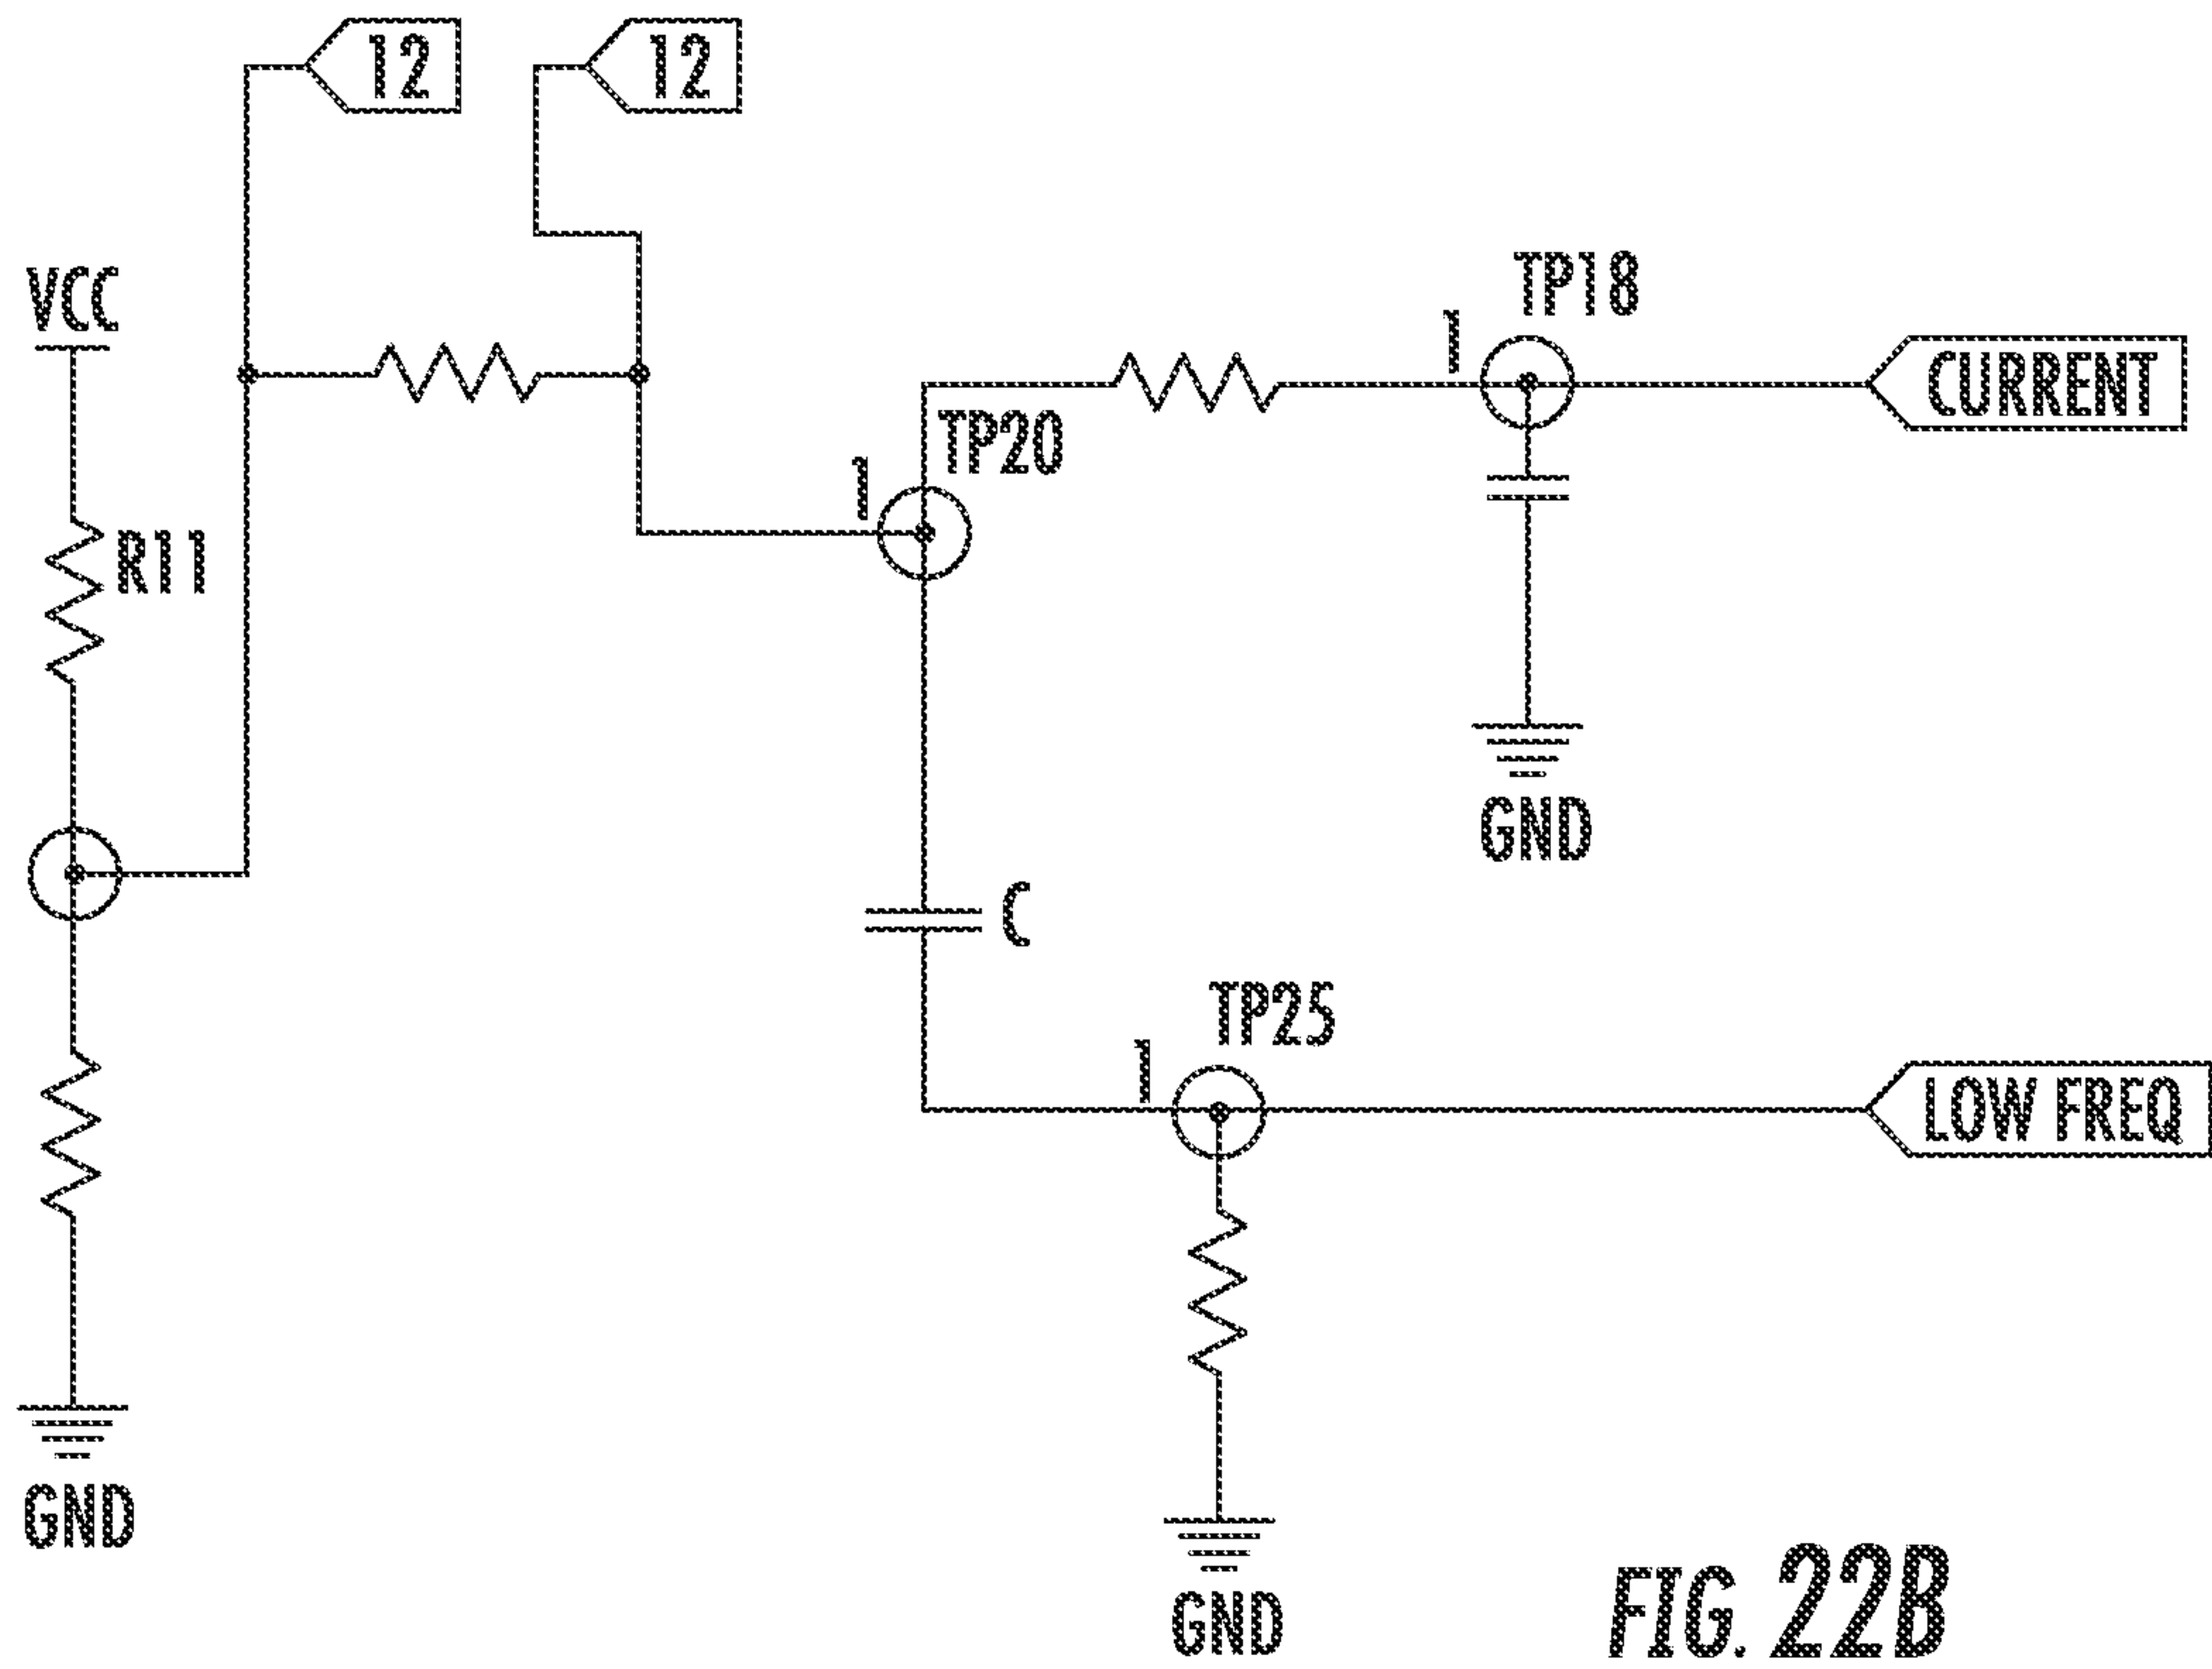 12
12
VCC
TP18
1
CURRENT
TP20
1
R11
GND
C
TP25
1
LOW FREQ
GND
GND
FIG. 22B